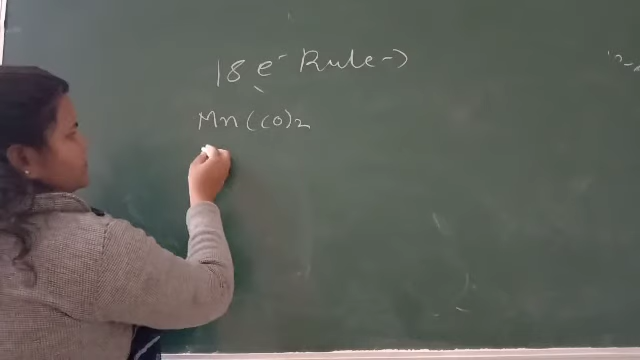 18 e⁻ Rule →
Mn(CO)₂